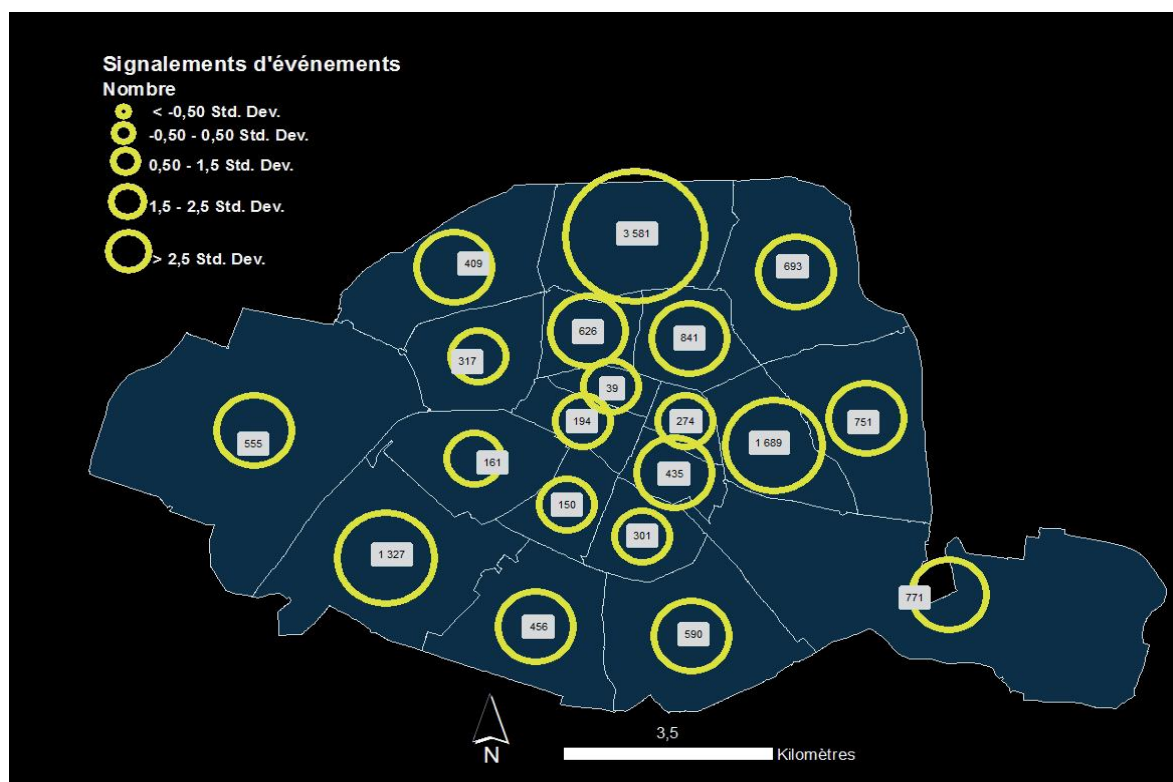 Signalements d'événements
Nombre
< -0,50 Std. Dev.
-0,50 - 0,50 Std. Dev.
0,50 - 1,5 Std. Dev.
1,5 - 2,5 Std. Dev.
> 2,5 Std. Dev.
3 581
409
693
626
841
317
39
194
274
751
555
1 689
161
435
150
301
1 327
771
456
590
3,5
N
Kilomètres